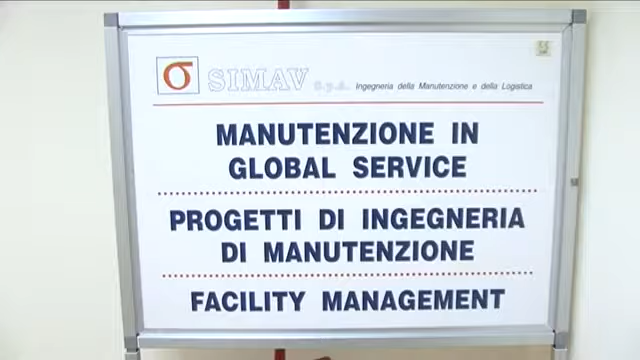 σ SIMAV S.p.A. Ingegneria della Manutenzione e della Logistica
MANUTENZIONE IN
GLOBAL SERVICE
PROGETTI DI INGEGNERIA
DI MANUTENZIONE
FACILITY MANAGEMENT